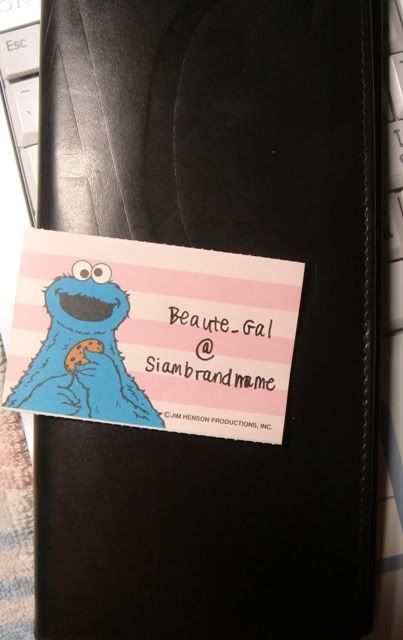 Esc
Beaute_Gal
@
Siambrandname
©JIM HENSON PRODUCTIONS, INC.